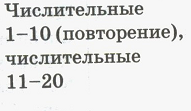 Числительные
1–10 (повторение),
числительные
11–20